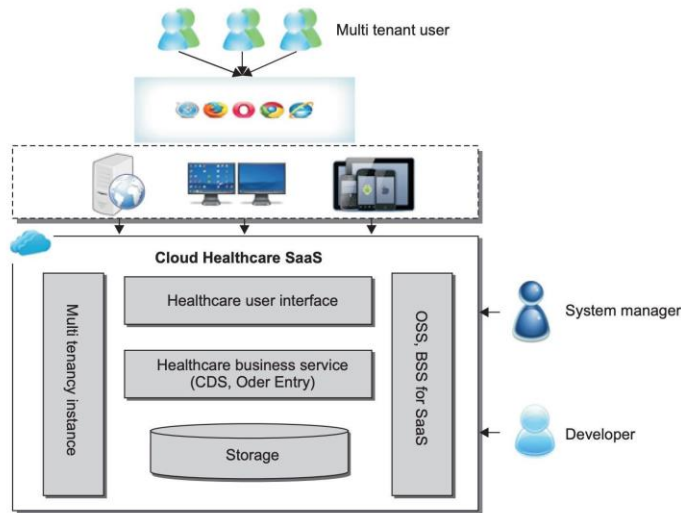 Multi tenant user
Cloud Healthcare SaaS
Multi tenancy
instance
Healthcare user interface
Healthcare business service
(CDS, Oder Entry)
Storage
OSS, BSS for SaaS
System manager
Developer